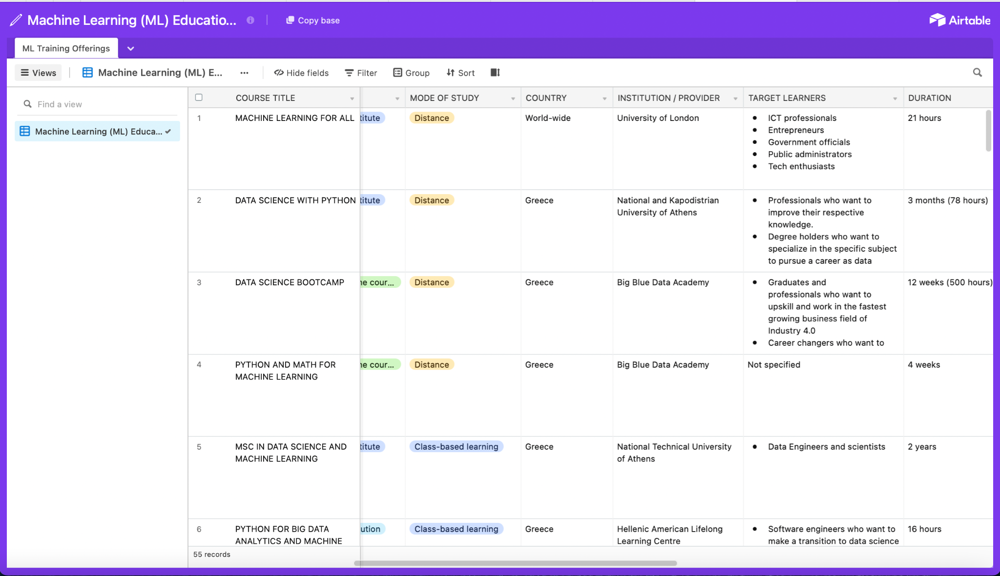 Machine Learning (ML) Educatio...
Copy base
Airtable
ML Training Offerings
Views
Machine Learning (ML) E...
Hide fields
Filter
Group
Sort
Find a view
Machine Learning (ML) Educa...
COURSE TITLE
MODE OF STUDY
COUNTRY
INSTITUTION / PROVIDER
TARGET LEARNERS
DURATION
1
MACHINE LEARNING FOR ALL
titute
Distance
World-wide
University of London
• ICT professionals
• Entrepreneurs
• Government officials
• Public administrators
• Tech enthusiasts
21 hours
2
DATA SCIENCE WITH PYTHON
titute
Distance
Greece
National and Kapodistrian
University of Athens
• Professionals who want to
improve their respective
knowledge.
• Degree holders who want to
specialize in the specific subject
to pursue a career as data
3 months (78 hours)
3
DATA SCIENCE BOOTCAMP
ne cour...
Distance
Greece
Big Blue Data Academy
• Graduates and
professionals who want to
upskill and work in the fastest
growing business field of
Industry 4.0
• Career changers who want to
12 weeks (500 hours)
4
PYTHON AND MATH FOR
MACHINE LEARNING
ne cour...
Distance
Greece
Big Blue Data Academy
Not specified
4 weeks
5
MSC IN DATA SCIENCE AND
MACHINE LEARNING
titute
Class-based learning
Greece
National Technical University
of Athens
• Data Engineers and scientists
2 years
6
PYTHON FOR BIG DATA
ANALYTICS AND MACHINE
ution
Class-based learning
Greece
Hellenic American Lifelong
Learning Centre
• Software engineers who want to
make a transition to data science
16 hours
55 records